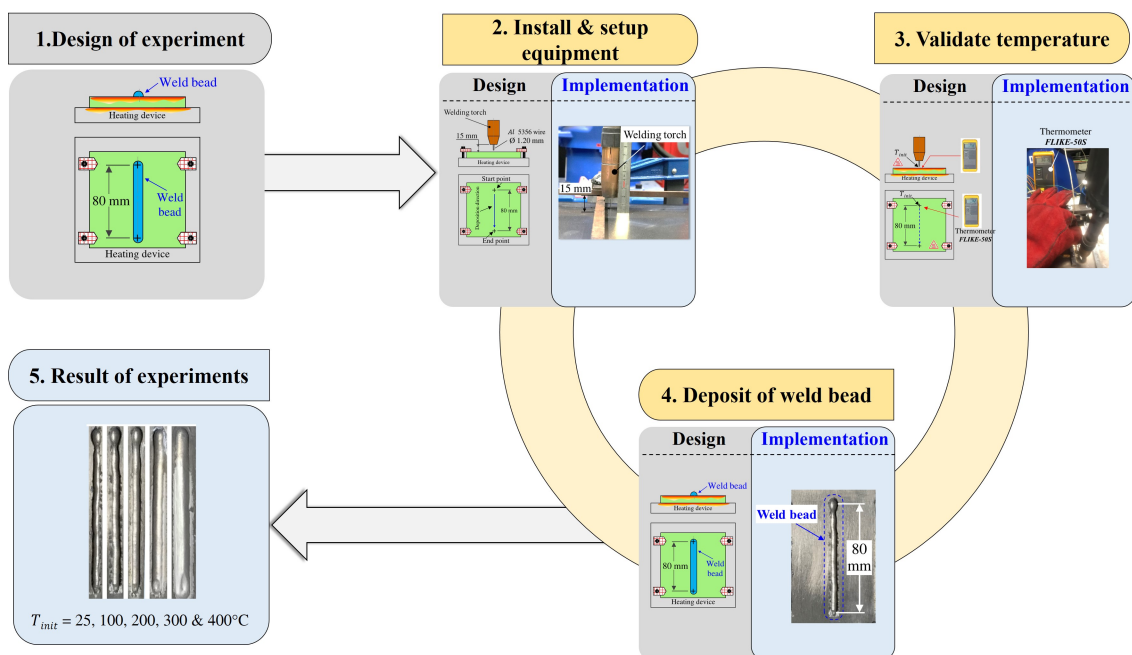 1.Design of experiment
Weld bead
Heating device
80 mm
Weld
bead
Heating device
2. Install & setup
equipment
Design
Implementation
Welding torch
Al 5356 wire
Ø 1.20 mm
15 mm
Heating device
Start point
Deposition direction
80 mm
End point
Heating device
Welding torch
15 mm
3. Validate temperature
Design
Implementation
T_init
Heating device
T_init
80 mm
Thermometer
FLIKE-50S
Heating device
Thermometer
FLIKE-50S
4. Deposit of weld bead
Design
Implementation
Weld bead
Heating device
80 mm
Weld
bead
Heating device
Weld bead
80
mm
5. Result of experiments
T_init = 25, 100, 200, 300 & 400°C